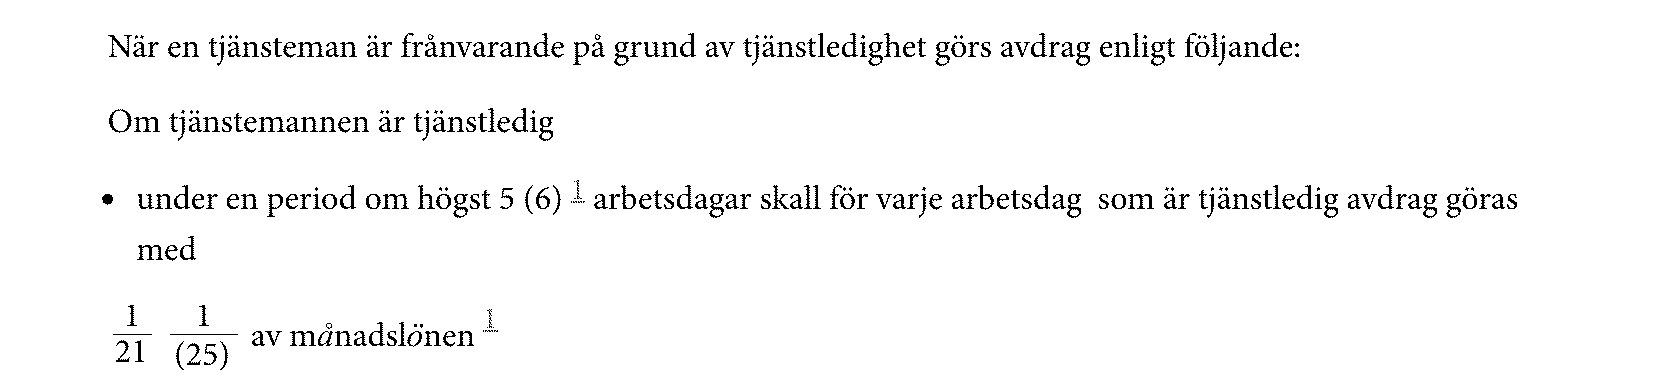 När en tjänsteman är frånvarande på grund av tjänstledighet görs avdrag enligt följande:
Om tjänstemannen är tjänstledig
• under en period om högst 5 (6) 1 arbetsdagar skall för varje arbetsdag som är tjänstledig avdrag göras
med
1/21 1/(25) av månadslönen 1